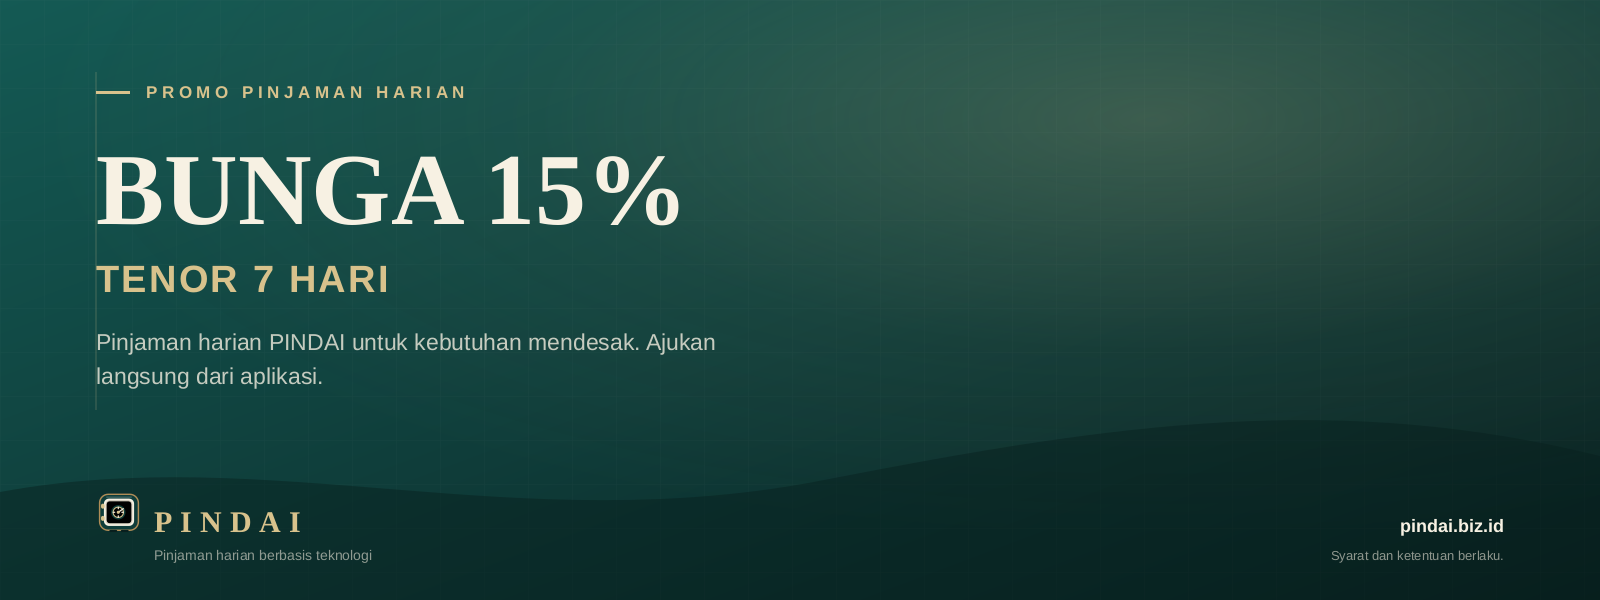 PROMO PINJAMAN HARIAN
BUNGA 15%
TENOR 7 HARI
Pinjaman harian PINDAI untuk kebutuhan mendesak. Ajukan
langsung dari aplikasi.
PINDAI
Pinjaman harian berbasis teknologi
pindai.biz.id
Syarat dan ketentuan berlaku.